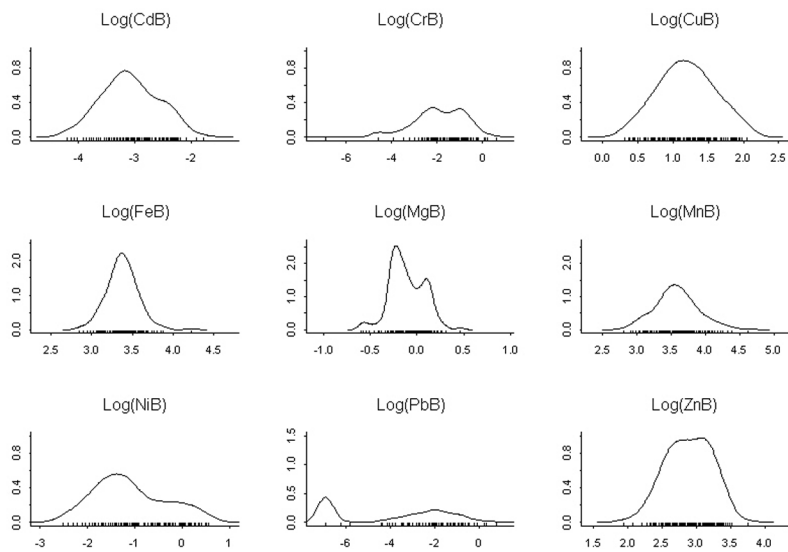 Log(CdB) Log(CrB) Log(CuB)
0.0 0.4 0.8
-4 -3 -2
0.0 0.4 0.8
-6 -4 -2 0
0.0 0.4 0.8
0.0 0.5 1.0 1.5 2.0 2.5
Log(FeB) Log(MgB) Log(MnB)
0.0 1.0 2.0
2.5 3.0 3.5 4.0 4.5
0.0 1.0 2.0
-1.0 -0.5 0.0 0.5 1.0
0.0 1.0 2.0
2.5 3.0 3.5 4.0 4.5 5.0
Log(NiB) Log(PbB) Log(ZnB)
0.0 0.4 0.8
-3 -2 -1 0 1
0.0 0.5 1.0 1.5
-6 -4 -2 0
0.0 0.4 0.8
1.5 2.0 2.5 3.0 3.5 4.0